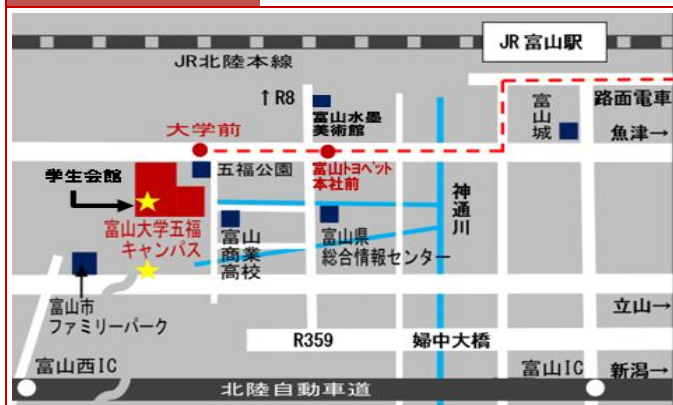 JR富山駅
JR北陸本線
↑R8
富山水墨
美術館
富山城
路面電車
魚津→
大学前
五福公園
富山トヨペット
本社前
学生会館
富山大学五福
キャンパス
富山
商業
高校
富山県
総合情報センター
神通川
富山市
ファミリーパーク
立山→
R359
婦中大橋
富山西IC
富山IC
新潟→
北陸自動車道